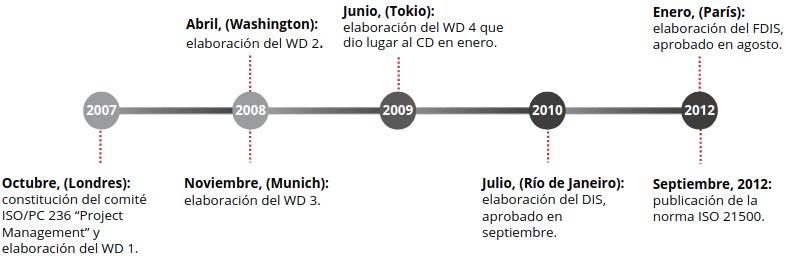 Octubre, (Londres):
constitución del comité
ISO/PC 236 “Project
Management” y
elaboración del WD 1.
2007
Abril, (Washington):
elaboración del WD 2.
2008
Noviembre, (Munich):
elaboración del WD 3.
Junio, (Tokio):
elaboración del WD 4 que
dio lugar al CD en enero.
2009
2010
Julio, (Río de Janeiro):
elaboración del DIS,
aprobado en
septiembre.
Enero, (París):
elaboración del FDIS,
aprobado en agosto.
2012
Septiembre, 2012:
publicación de la
norma ISO 21500.